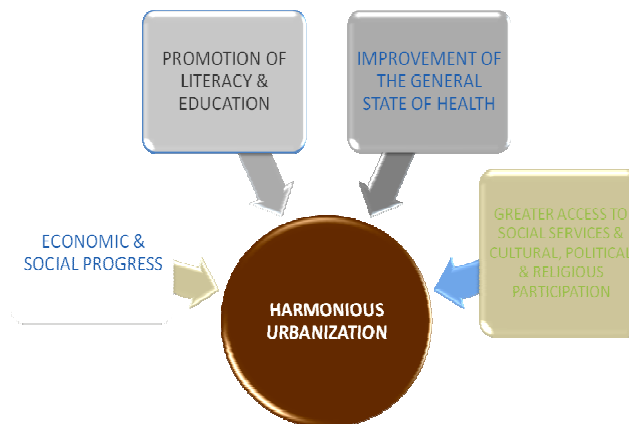 PROMOTION OF
LITERACY &
EDUCATION
IMPROVEMENT OF
THE GENERAL
STATE OF HEALTH
ECONOMIC &
SOCIAL PROGRESS
GREATER ACCESS TO
SOCIAL SERVICES &
CULTURAL, POLITICAL
& RELIGIOUS
PARTICIPATION
HARMONIOUS
URBANIZATION